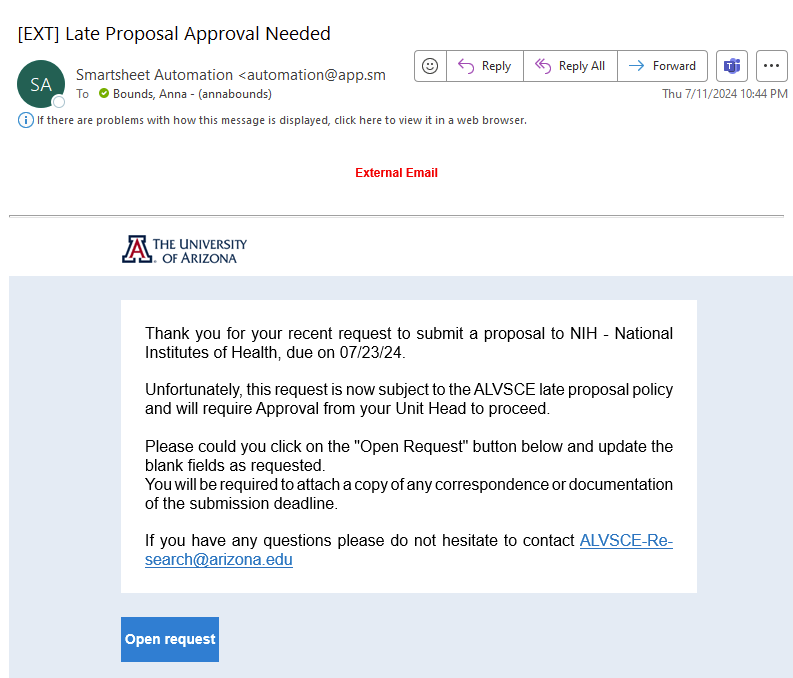 [EXT] Late Proposal Approval Needed
SA
Smartsheet Automation <automation@app.sm
Reply
Reply All
Forward
To Bounds, Anna - (annabounds)
Thu 7/11/2024 10:44 PM
If there are problems with how this message is displayed, click here to view it in a web browser.
External Email
THE UNIVERSITY
OF ARIZONA
Thank you for your recent request to submit a proposal to NIH - National
Institutes of Health, due on 07/23/24.
Unfortunately, this request is now subject to the ALVSCE late proposal policy
and will require Approval from your Unit Head to proceed.
Please could you click on the "Open Request" button below and update the
blank fields as requested.
You will be required to attach a copy of any correspondence or documentation
of the submission deadline.
If you have any questions please do not hesitate to contact ALVSCE-Re-
search@arizona.edu
Open request